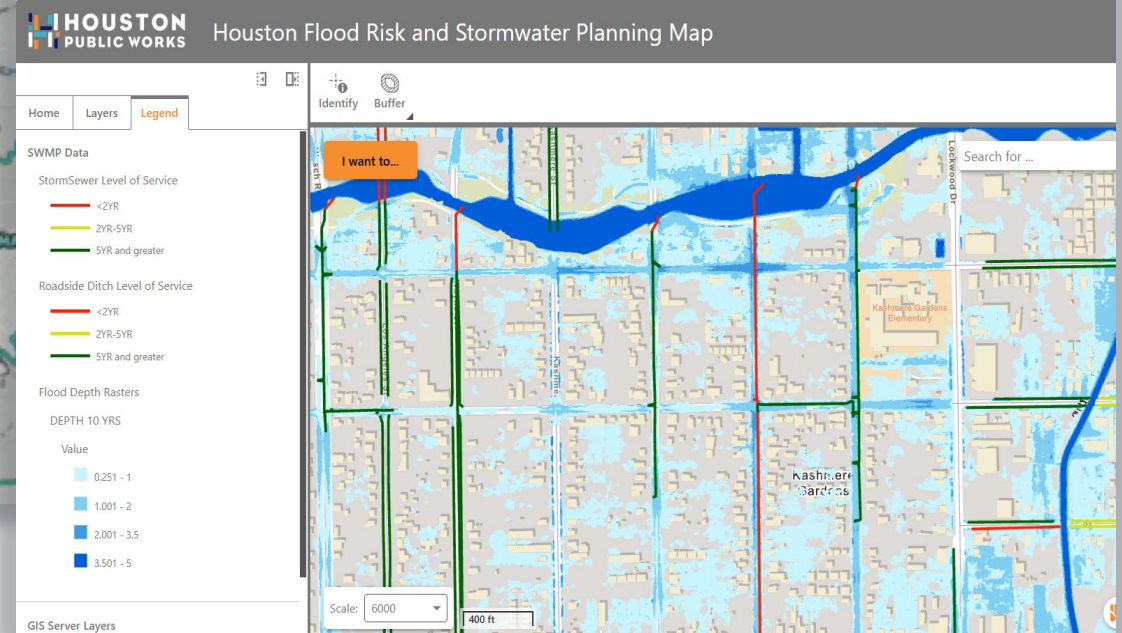 HOUSTON
PUBLIC WORKS
Houston Flood Risk and Stormwater Planning Map
Identify
Buffer
Home
Layers
Legend
I want to...
Search for ...
SWMP Data
StormSewer Level of Service
<2YR
2YR-5YR
5YR and greater
Roadside Ditch Level of Service
<2YR
2YR-5YR
5YR and greater
Flood Depth Rasters
DEPTH 10 YRS
Value
0.251 - 1
1.001 - 2
2.001 - 3.5
3.501 - 5
GIS Server Layers
Lockwood Dr
Kashmere Gardens
Elementary
Kashmere
Gardens
Scale:
6000
400 ft